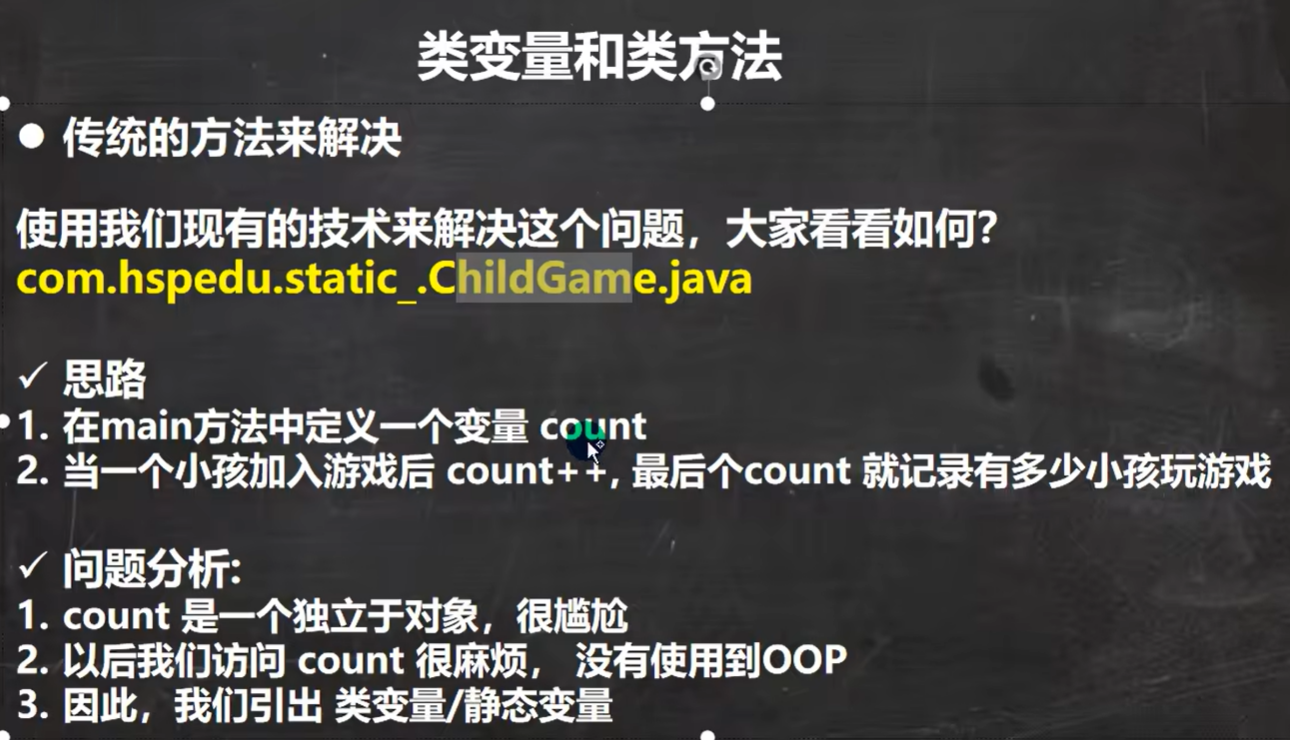 类变量和类方法
● 传统的方法来解决
使用我们现有的技术来解决这个问题，大家看看如何？
com.hspedu.static_.ChildGame.java
✓ 思路
1. 在main方法中定义一个变量 count
2. 当一个小孩加入游戏后 count++, 最后个count 就记录有多少小孩玩游戏
✓ 问题分析:
1. count 是一个独立于对象，很尴尬
2. 以后我们访问 count 很麻烦， 没有使用到OOP
3. 因此，我们引出 类变量/静态变量